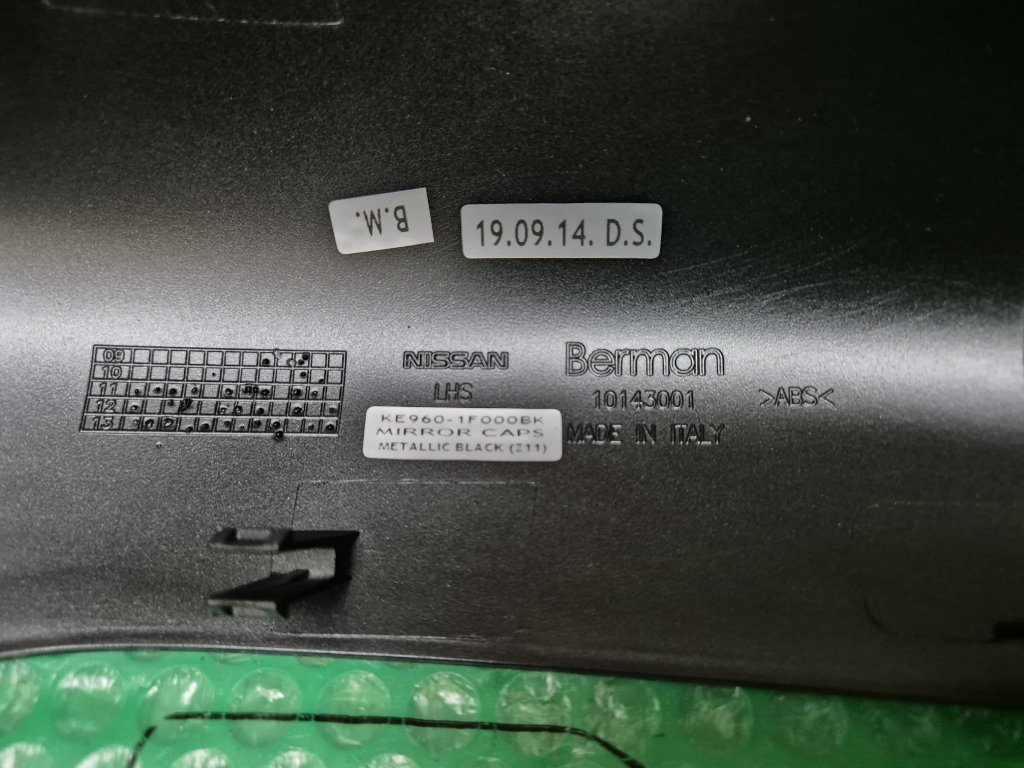 B.M.
19.09.14. D.S.
09
10
11
12
13
NISSAN
LHS
KE960-1F000BK
MIRROR CAPS
METALLIC BLACK (Z11)
Berman
10143001
MADE IN ITALY
>ABS<